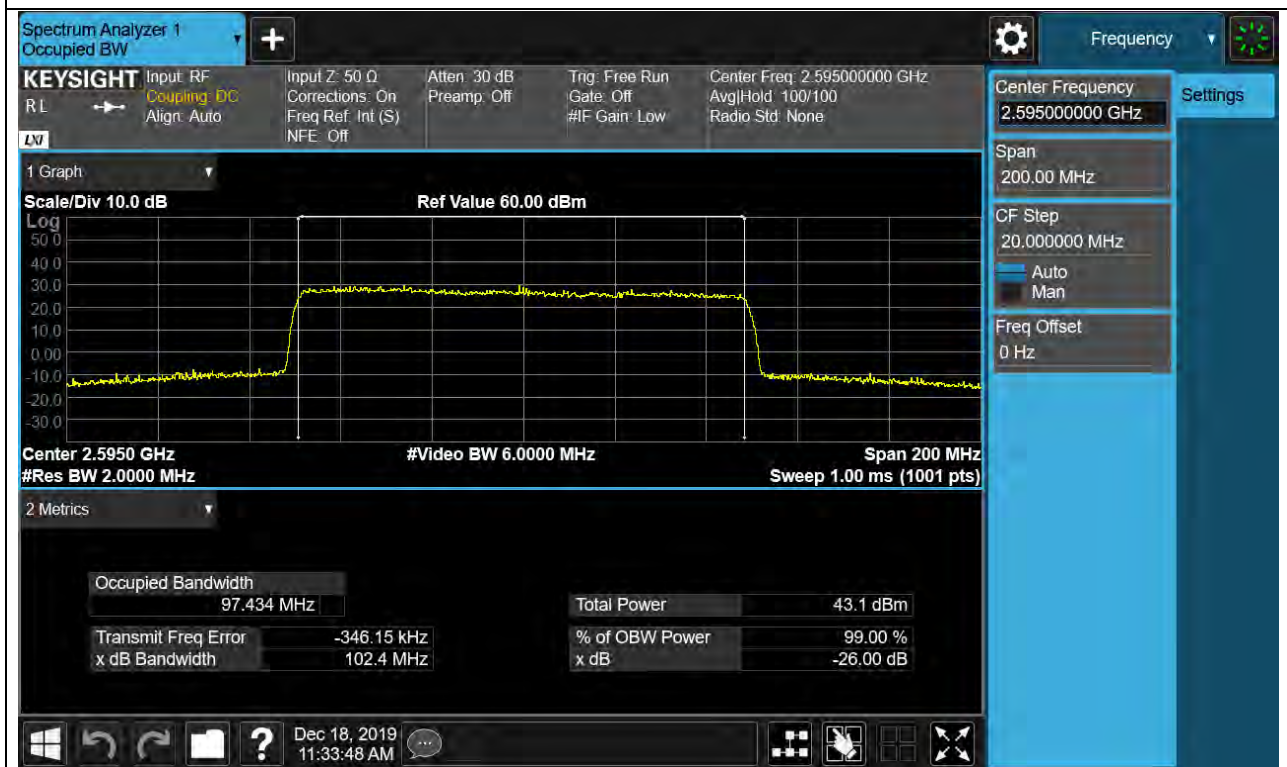 Spectrum Analyzer 1
Occupied BW
Frequency
KEYSIGHT
RL
LXI
Input: RF
Coupling: DC
Align: Auto
Input Z: 50 Ω
Corrections: On
Freq Ref: Int (S)
NFE: Off
Atten: 30 dB
Preamp: Off
Trig: Free Run
Gate: Off
#IF Gain: Low
Center Freq: 2.595000000 GHz
Avg|Hold: 100/100
Radio Std: None
Center Frequency
2.595000000 GHz
Settings
Span
200.00 MHz
CF Step
20.000000 MHz
Auto
Man
Freq Offset
0 Hz
1 Graph
Scale/Div 10.0 dB
Ref Value 60.00 dBm
Log
50.0
40.0
30.0
20.0
10.0
0.00
-10.0
-20.0
-30.0
Center 2.5950 GHz
#Video BW 6.0000 MHz
Span 200 MHz
#Res BW 2.0000 MHz
Sweep 1.00 ms (1001 pts)
2 Metrics
Occupied Bandwidth
97.434 MHz
Total Power 43.1 dBm
Transmit Freq Error -346.15 kHz
% of OBW Power 99.00 %
x dB Bandwidth 102.4 MHz
x dB -26.00 dB
?
Dec 18, 2019
11:33:48 AM